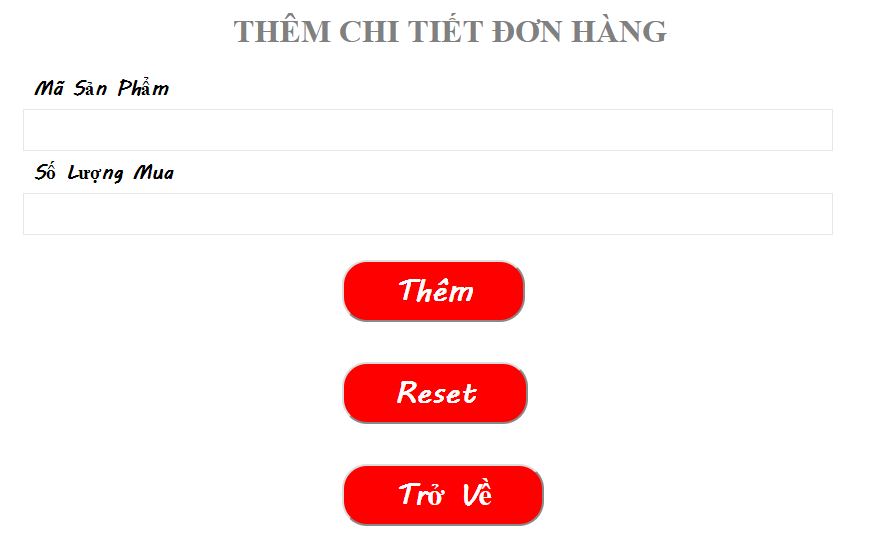 THÊM CHI TIẾT ĐƠN HÀNG
Mã Sản Phẩm
Số Lượng Mua
Thêm
Reset
Trở Về